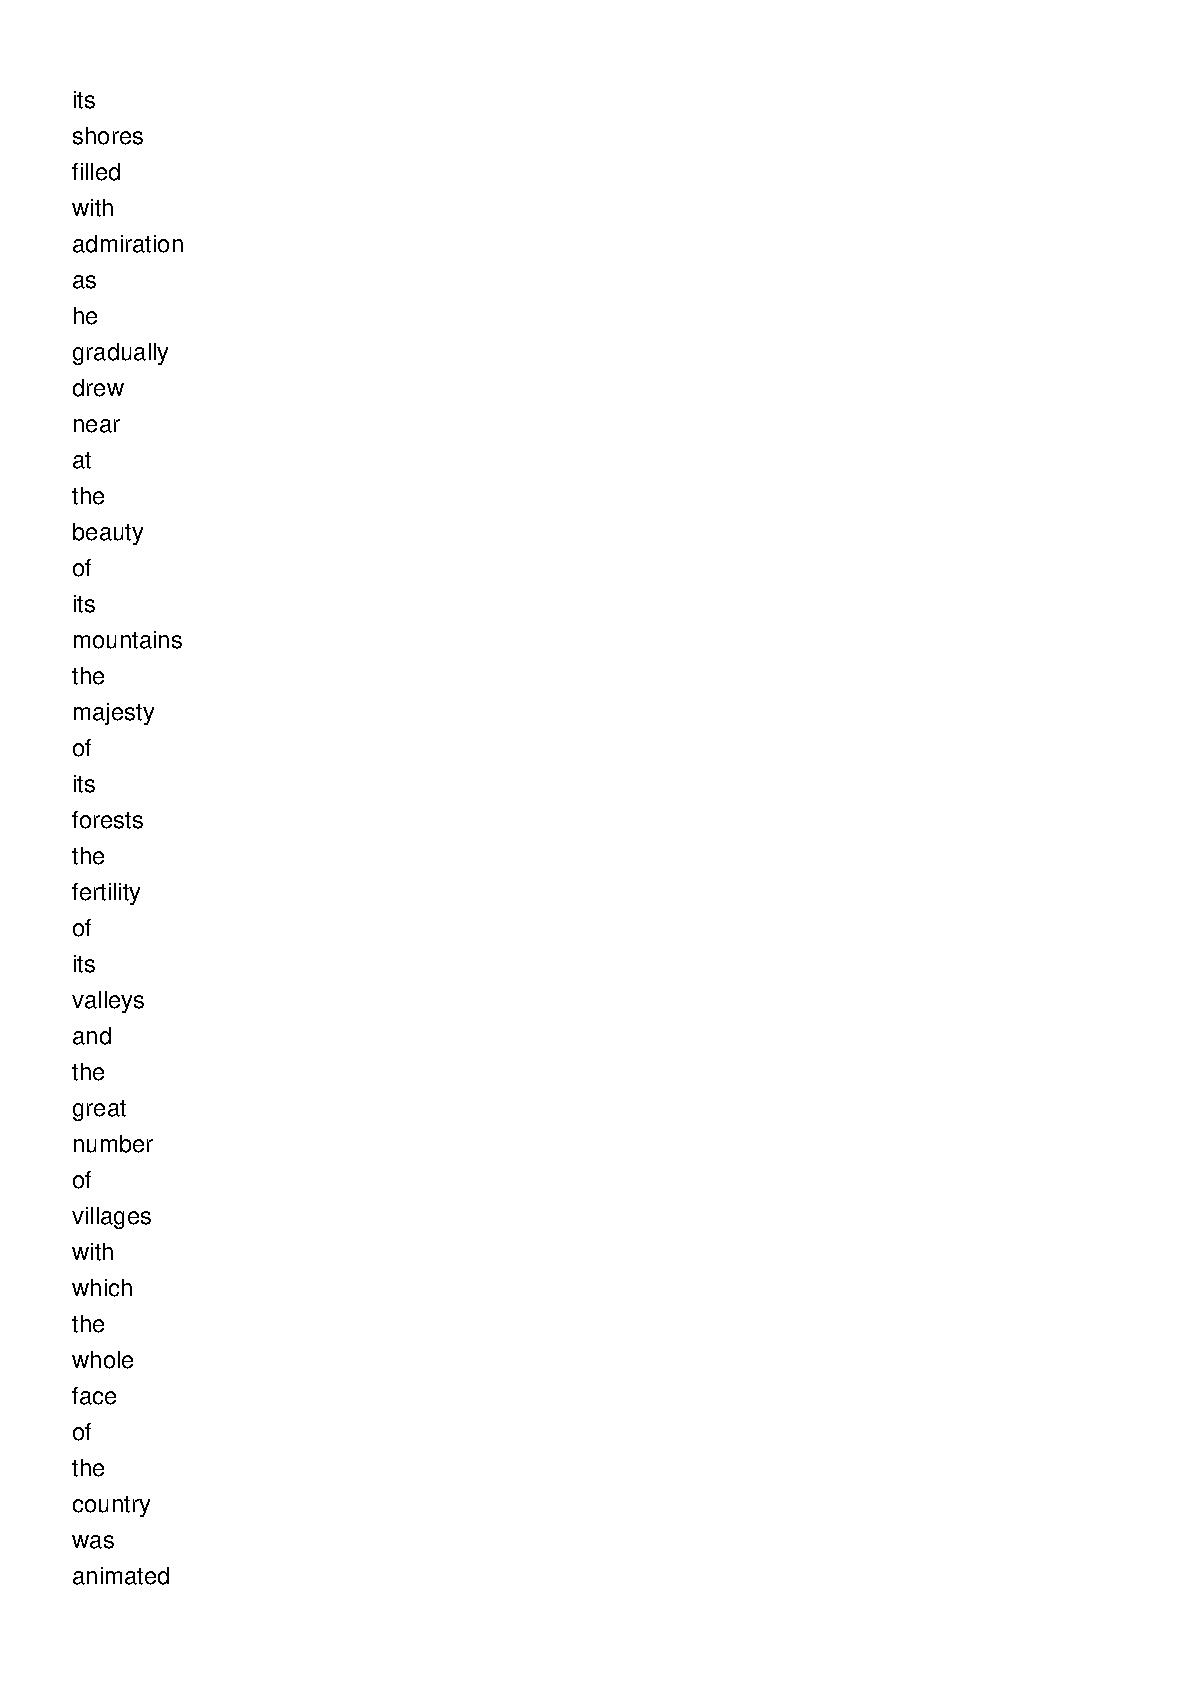 its
shores
filled
with
admiration
as
he
gradually
drew
near
at
the
beauty
of
its
mountains
the
majesty
of
its
forests
the
fertility
of
its
valleys
and
the
great
number
of
villages
with
which
the
whole
face
of
the
country
was
animated